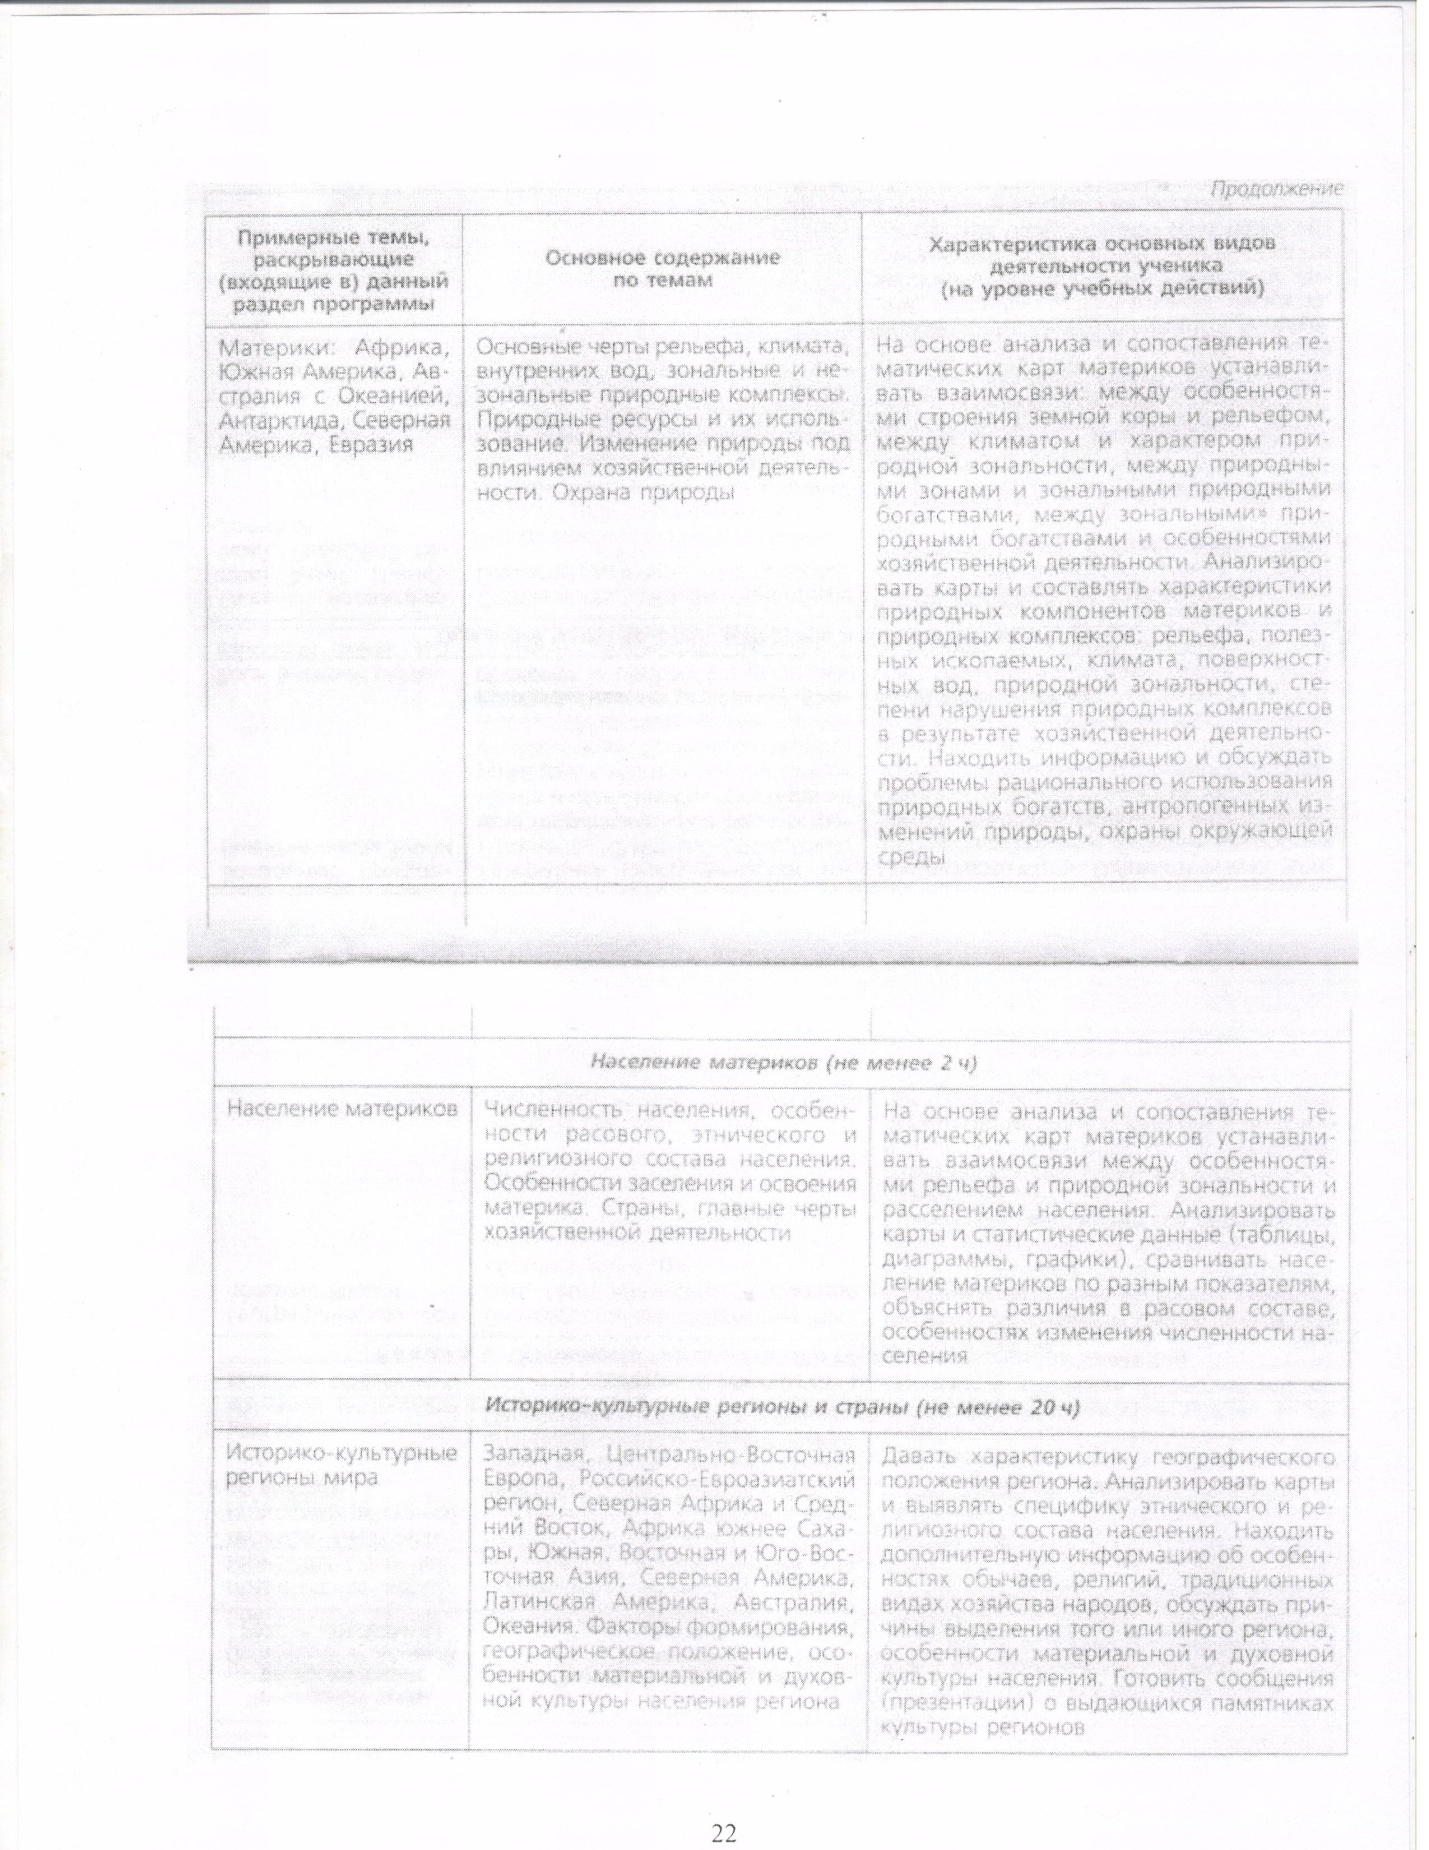 Продолжение
Примерные темы,
раскрывающие
(входящие в) данный
раздел программы
Основное содержание
по темам
Характеристика основных видов
деятельности ученика
(на уровне учебных действий)
Материки: Африка,
Южная Америка, Ав-
стралия с Океанией,
Антарктида, Северная
Америка, Евразия
Основные черты рельефа, климата,
внутренних вод, зональные и не-
зональные природные комплексы.
Природные ресурсы и их исполь-
зование. Изменение природы под
влиянием хозяйственной деятель-
ности. Охрана природы
На основе анализа и сопоставления те-
матических карт материков устанавли-
вать взаимосвязи: между особенностя-
ми строения земной коры и рельефом,
между климатом и характером при-
родной зональности, между природны-
ми зонами и зональными природными
богатствами, между зональными» при-
родными богатствами и особенностями
хозяйственной деятельности. Анализиро-
вать карты и составлять характеристики
природных компонентов материков и
природных комплексов: рельефа, полез-
ных ископаемых, климата, поверхност-
ных вод, природной зональности, сте-
пени нарушения природных комплексов
в результате хозяйственной деятельно-
сти. Находить информацию и обсуждать
проблемы рационального использования
природных богатств, антропогенных из-
менений природы, охраны окружающей
среды
Население материков (не менее 2 ч)
Население материков
Численность населения, особен-
ности расового, этнического и
религиозного состава населения.
Особенности заселения и освоения
материка. Страны, главные черты
хозяйственной деятельности
На основе анализа и сопоставления те-
матических карт материков устанавли-
вать взаимосвязи между особенностя-
ми рельефа и природной зональности и
расселением населения. Анализировать
карты и статистические данные (таблицы,
диаграммы, графики), сравнивать насе-
ление материков по разным показателям,
объяснять различия в расовом составе,
особенностях изменения численности на-
селения
Историко-культурные регионы и страны (не менее 20 ч)
Историко-культурные
регионы мира
Западная, Центрально-Восточная
Европа, Российско-Евроазиатский
регион, Северная Африка и Сред-
ний Восток, Африка южнее Саха-
ры, Южная, Восточная и Юго-Вос-
точная Азия, Северная Америка,
Латинская Америка, Австралия,
Океания. Факторы формирования,
географическое положение, осо-
бенности материальной и духов-
ной культуры населения региона
Давать характеристику географического
положения региона. Анализировать карты
и выявлять специфику этнического и ре-
лигиозного состава населения. Находить
дополнительную информацию об особен-
ностях обычаев, религий, традиционных
видах хозяйства народов, обсуждать при-
чины выделения того или иного региона,
особенности материальной и духовной
культуры населения. Готовить сообщения
(презентации) о выдающихся памятниках
культуры регионов
22